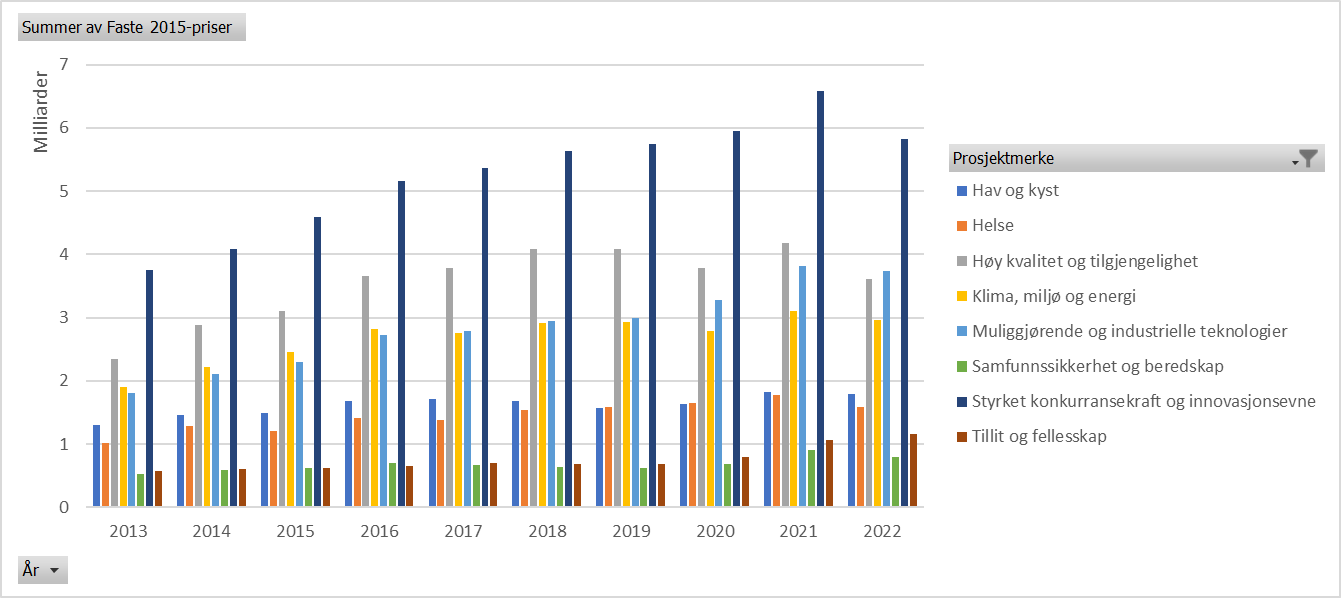 Summer av Faste 2015-priser
Milliarder
7
6
5
4
3
2
1
0
2013 2014 2015 2016 2017 2018 2019 2020 2021 2022
Prosjektmerke
Hav og kyst
Helse
Høy kvalitet og tilgjengelighet
Klima, miljø og energi
Muliggjørende og industrielle teknologier
Samfunnssikkerhet og beredskap
Styrket konkurransekraft og innovasjonsevne
Tillit og fellesskap
År